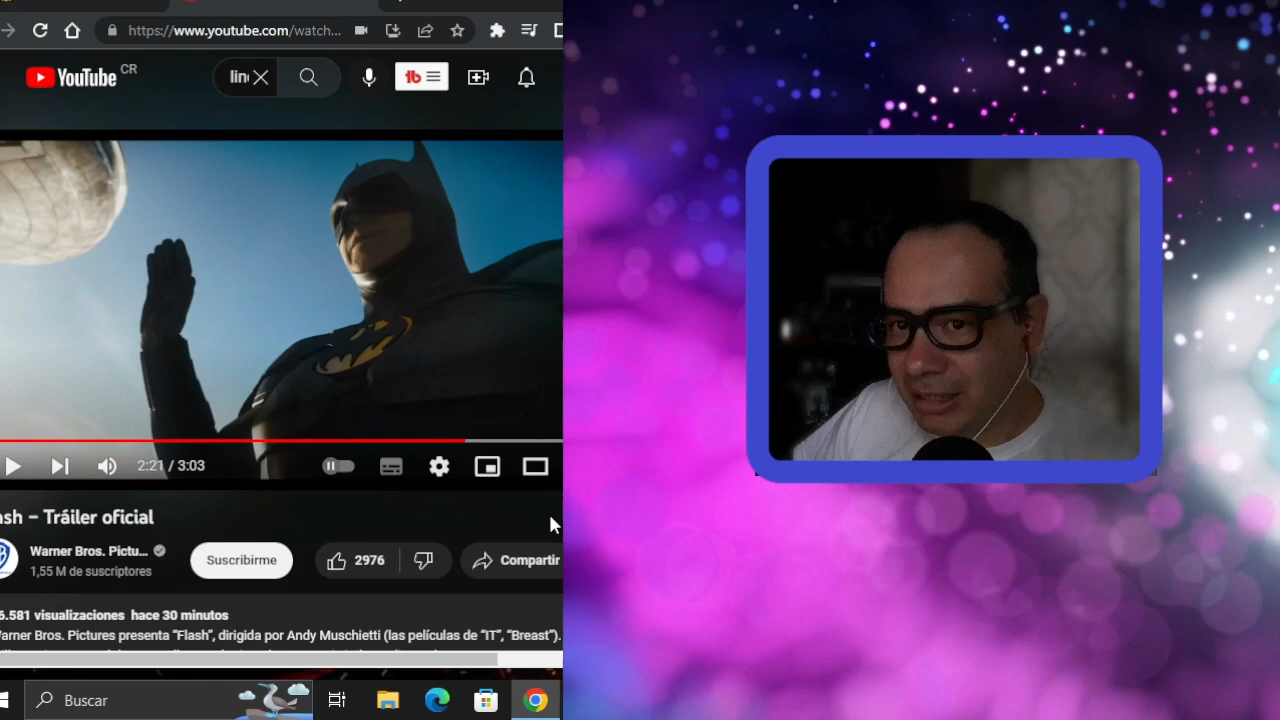 https://www.youtube.com/watch...
YouTube CR
lin
2:21 / 3:03
ash – Tráiler oficial
Warner Bros. Pictu...
1,55 M de suscriptores
Suscribirme
2976
Compartir
6.581 visualizaciones hace 30 minutos
Warner Bros. Pictures presenta “Flash”, dirigida por Andy Muschietti (las películas de “IT”, “Breast”).
Buscar